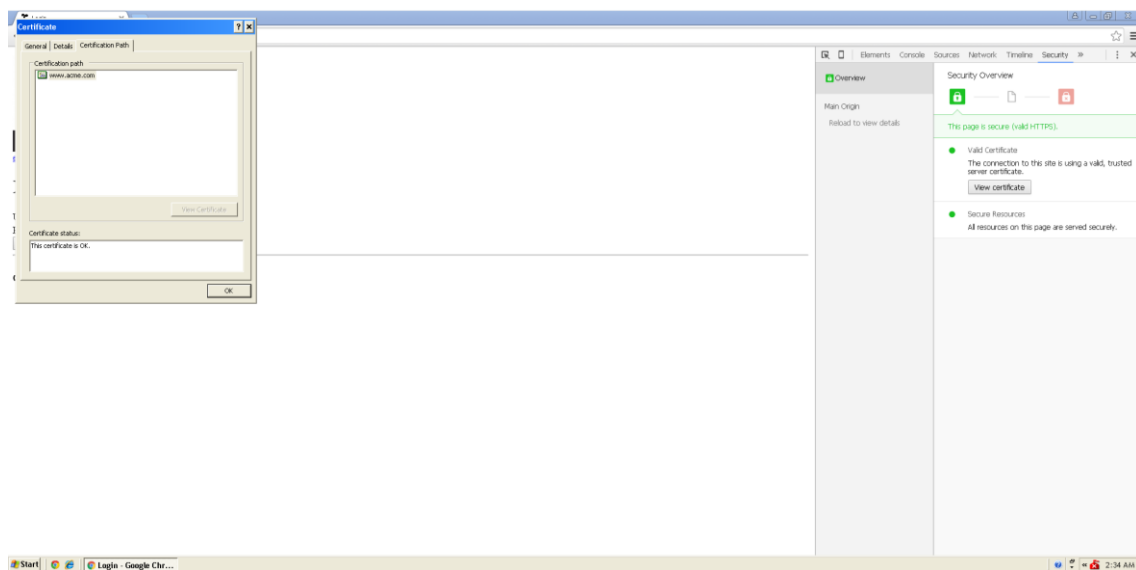 Certificate
General Details Certification Path
Certification path
www.acme.com
View Certificate
Certificate status:
This certificate is OK.
OK
Elements Console Sources Network Timeline Security »
Overview
Main Origin
Reload to view details
Security Overview
This page is secure (valid HTTPS).
Valid Certificate
The connection to this site is using a valid, trusted
server certificate.
View certificate
Secure Resources
All resources on this page are served securely.
Start
Login - Google Chr...
2:34 AM